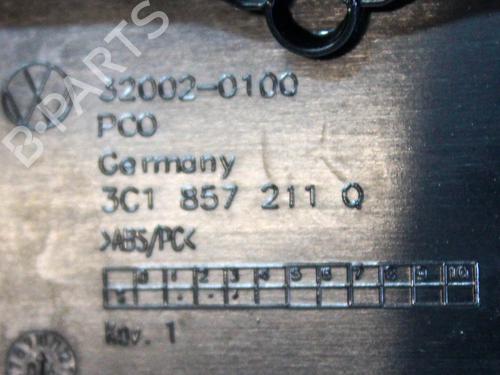 B-PARTS
32002-0100
PCO
Germany
3C1 857 211 Q
>ABS/PC<
0 1 2 3 4 5 6 7 8 9 10
Rev. 1